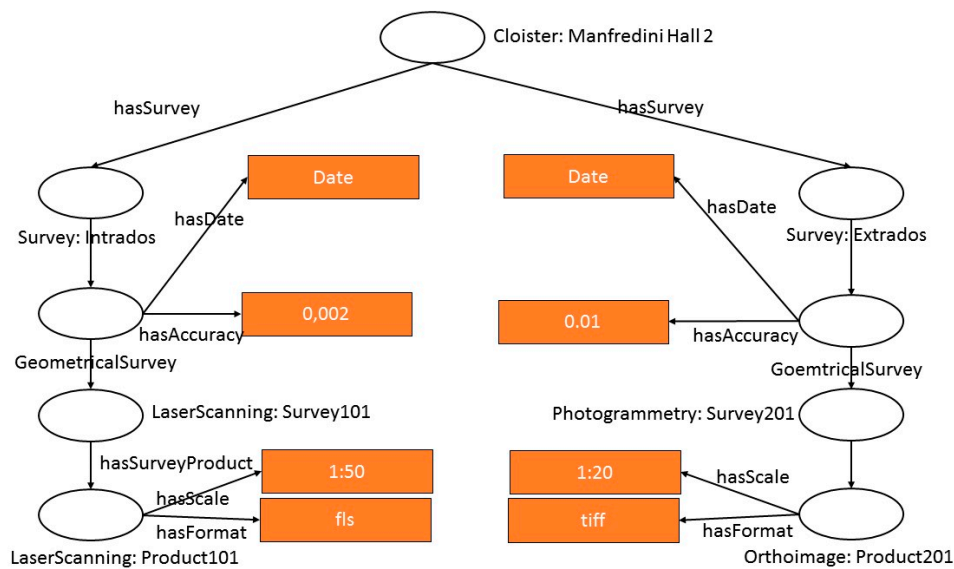 Cloister: Manfredini Hall 2
hasSurvey
hasSurvey
Date
Date
hasDate
hasDate
Survey: Intrados
Survey: Extrados
0,002
0.01
hasAccuracy
hasAccuracy
GeometricalSurvey
GoemtricalSurvey
LaserScanning: Survey101
Photogrammetry: Survey201
hasSurveyProduct
1:50
1:20
hasScale
hasScale
fls
tiff
hasFormat
hasFormat
LaserScanning: Product101
Orthoimage: Product201